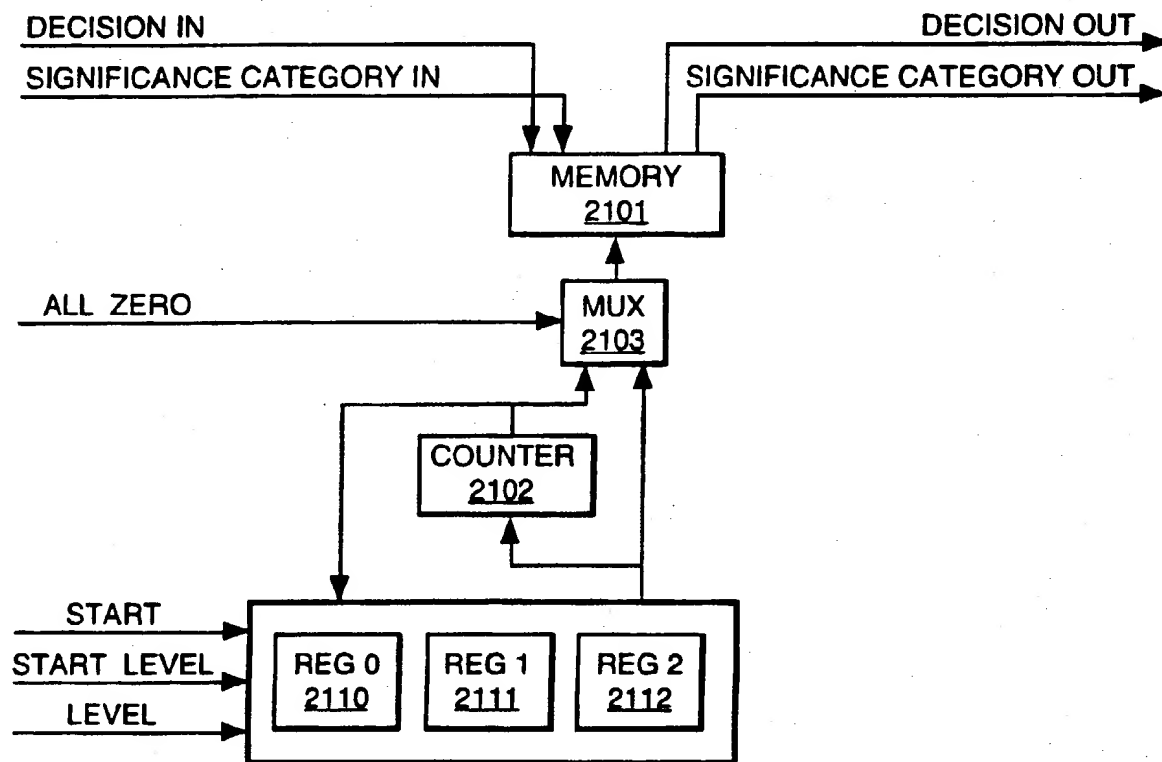 DECISION IN
DECISION OUT
SIGNIFICANCE CATEGORY IN
SIGNIFICANCE CATEGORY OUT
MEMORY
2101
ALL ZERO
MUX
2103
COUNTER
2102
START
START LEVEL
LEVEL
REG 0
2110
REG 1
2111
REG 2
2112